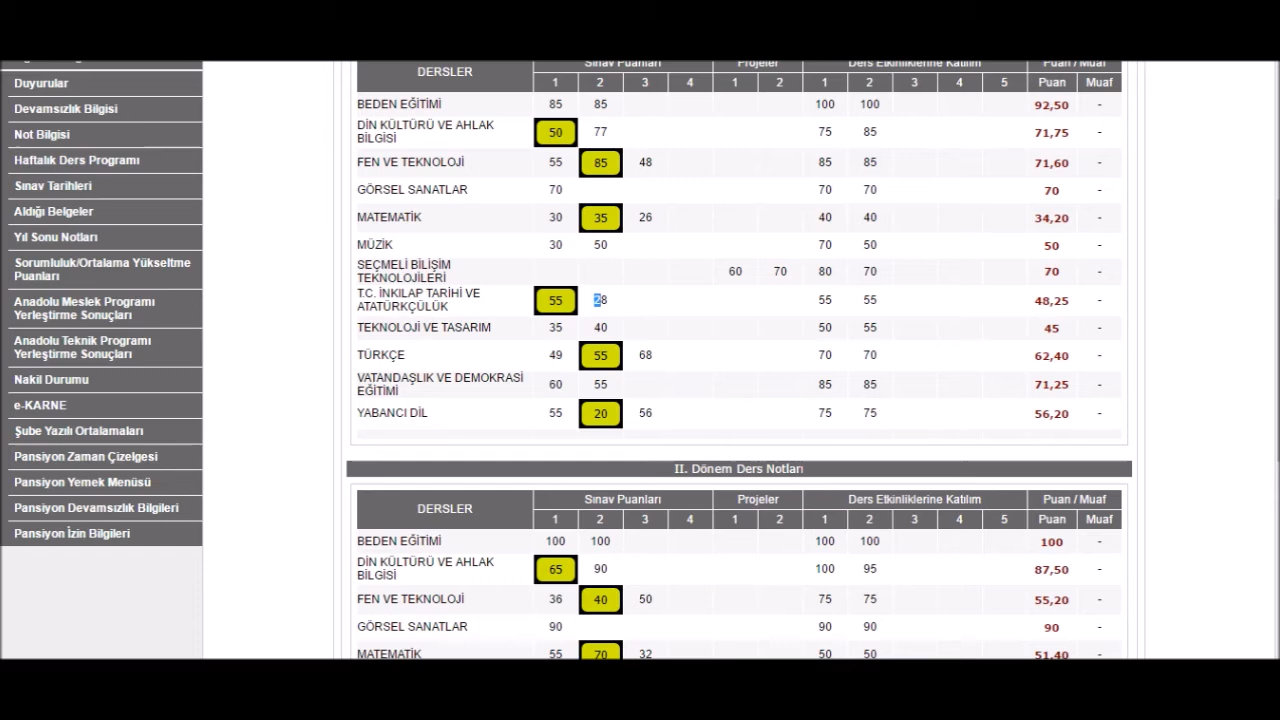 Duyurular
Devamsızlık Bilgisi
Not Bilgisi
Haftalık Ders Programı
Sınav Tarihleri
Aldığı Belgeler
Yıl Sonu Notları
Sorumluluk/Ortalama Yükseltme
Puanları
Anadolu Meslek Programı
Yerleştirme Sonuçları
Anadolu Teknik Programı
Yerleştirme Sonuçları
Nakil Durumu
e-KARNE
Şube Yazılı Ortalamaları
Pansiyon Zaman Çizelgesi
Pansiyon Yemek Menüsü
Pansiyon Devamsızlık Bilgileri
Pansiyon İzin Bilgileri
DERSLER Sınav Puanları Projeler Ders Etkinliklerine Katılım Puan / Muaf
1 2 3 4 1 2 1 2 3 4 5 Puan Muaf
BEDEN EĞİTİMİ 85 85 100 100 92,50 -
DİN KÜLTÜRÜ VE AHLAK
BİLGİSİ 50 77 75 85 71,75 -
FEN VE TEKNOLOJİ 55 85 48 85 85 71,60 -
GÖRSEL SANATLAR 70 70 70 70 -
MATEMATİK 30 35 26 40 40 34,20 -
MÜZİK 30 50 70 50 50 -
SEÇMELİ BİLİŞİM
TEKNOLOJİLERİ 60 70 80 70 70 -
T.C. İNKILAP TARİHİ VE
ATATÜRKÇÜLÜK 55 28 55 55 48,25 -
TEKNOLOJİ VE TASARIM 35 40 50 55 45 -
TÜRKÇE 49 55 68 70 70 62,40 -
VATANDAŞLIK VE DEMOKRASİ
EĞİTİMİ 60 55 85 85 71,25 -
YABANCI DİL 55 20 56 75 75 56,20 -
II. Dönem Ders Notları
DERSLER Sınav Puanları Projeler Ders Etkinliklerine Katılım Puan / Muaf
1 2 3 4 1 2 1 2 3 4 5 Puan Muaf
BEDEN EĞİTİMİ 100 100 100 100 100 -
DİN KÜLTÜRÜ VE AHLAK
BİLGİSİ 65 90 100 95 87,50 -
FEN VE TEKNOLOJİ 36 40 50 75 75 55,20 -
GÖRSEL SANATLAR 90 90 90 90 -
MATEMATİK 55 70 32 50 50 51,40 -